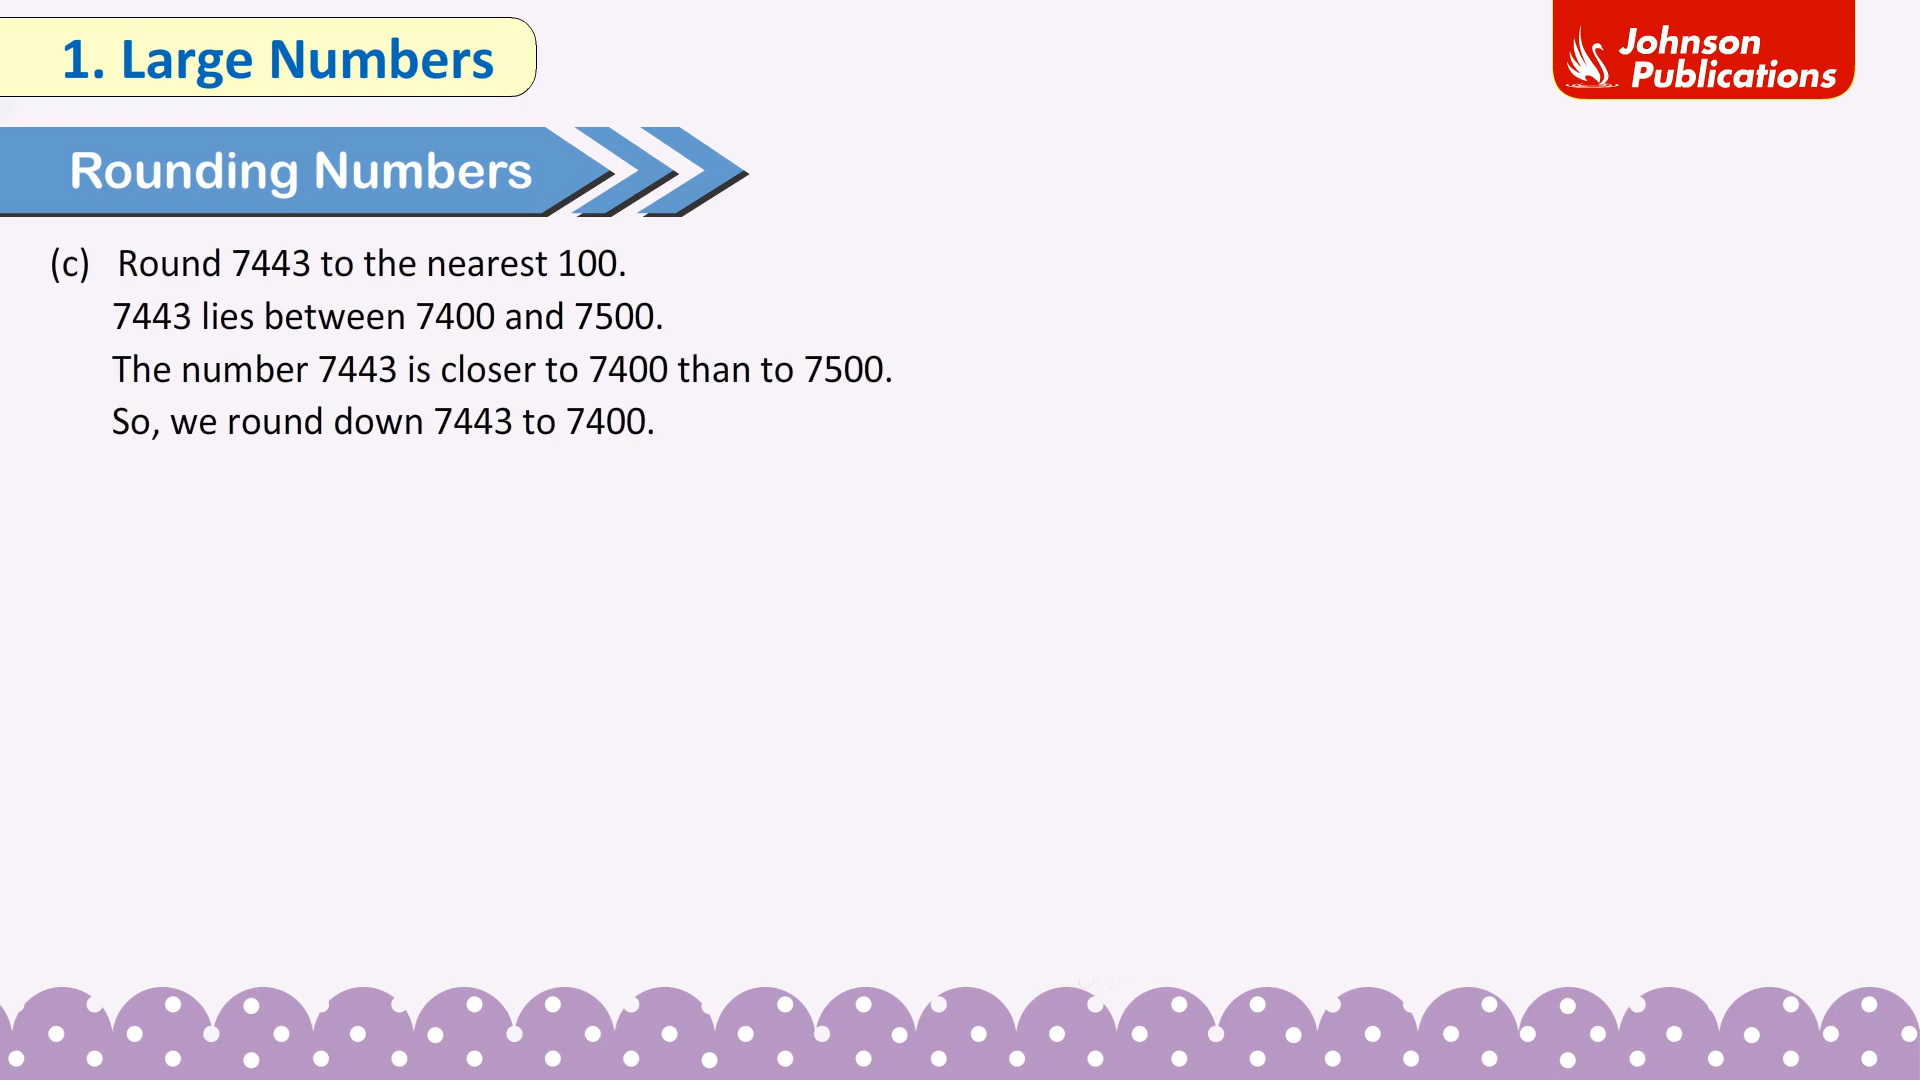 1. Large Numbers
Johnson
Publications
Rounding Numbers
(c) Round 7443 to the nearest 100.
7443 lies between 7400 and 7500.
The number 7443 is closer to 7400 than to 7500.
So, we round down 7443 to 7400.